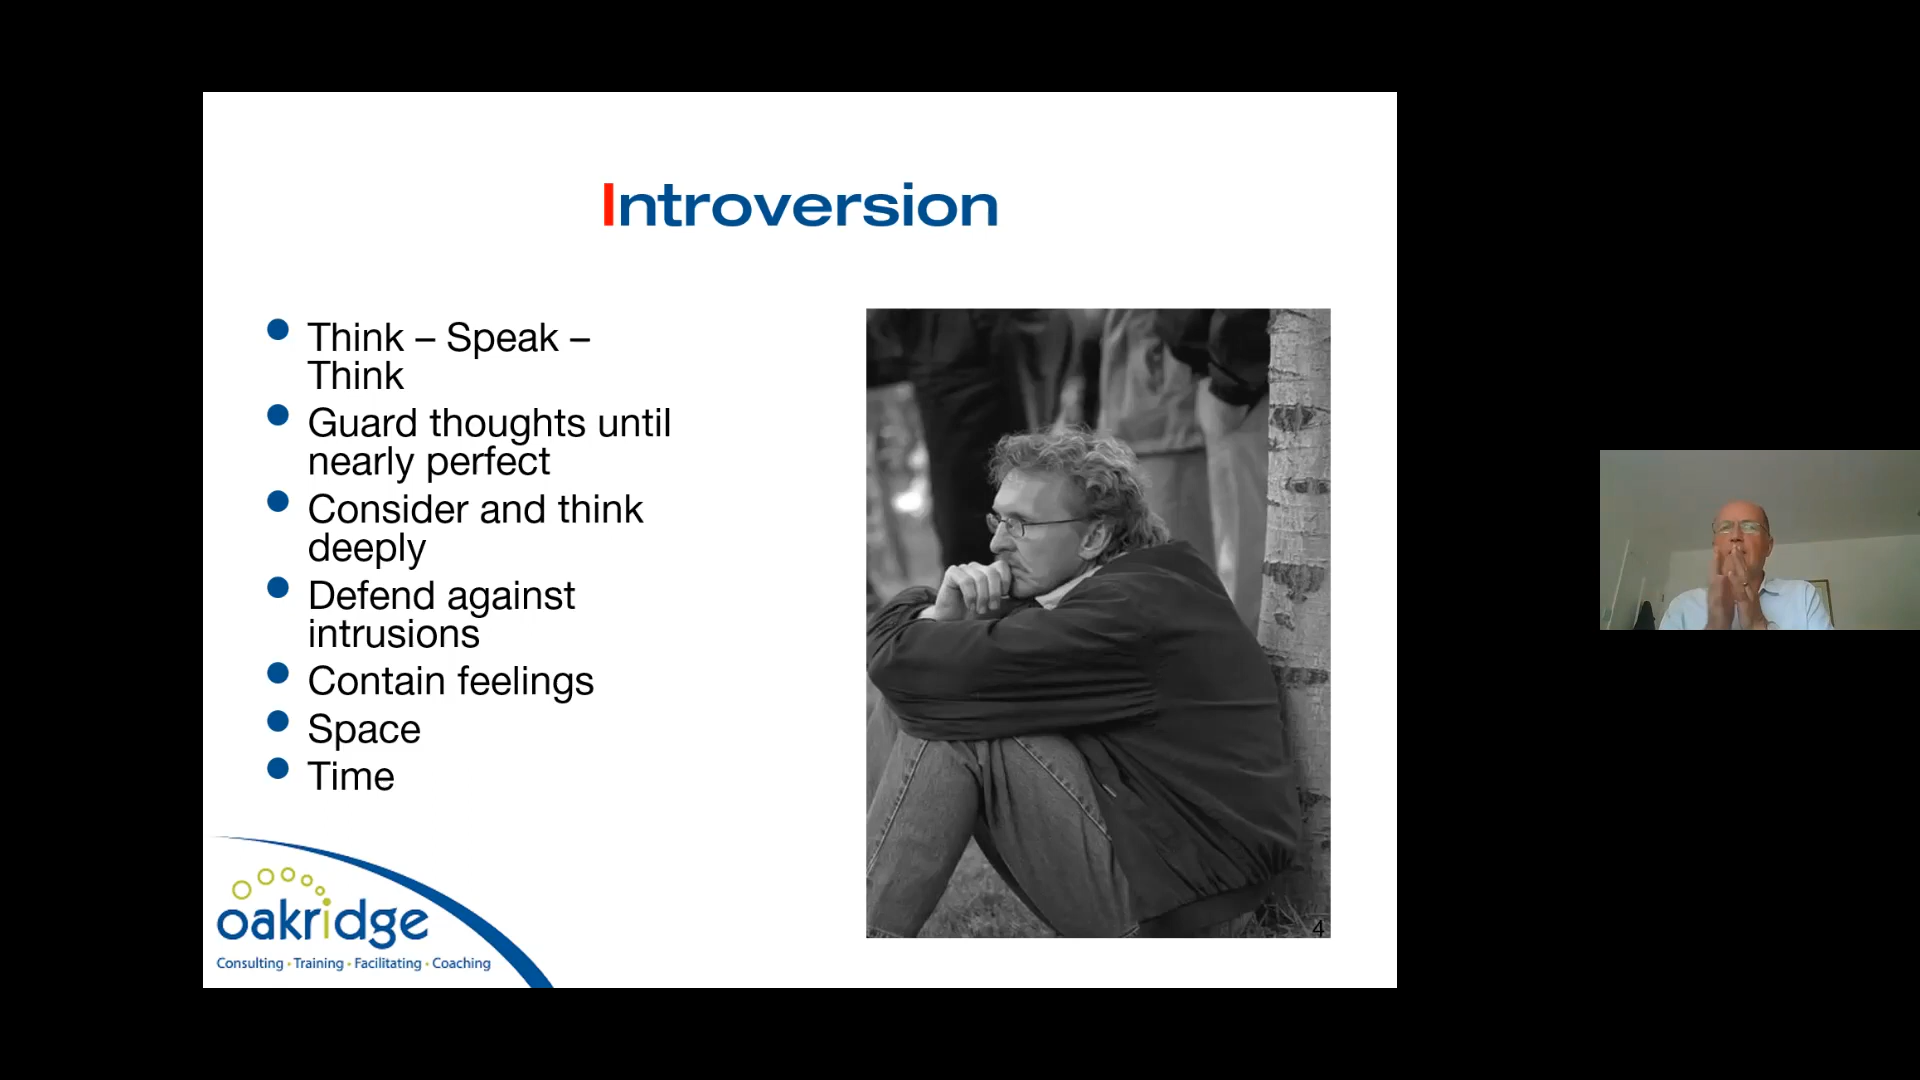 Introversion
Think – Speak –
Think
Guard thoughts until
nearly perfect
Consider and think
deeply
Defend against
intrusions
Contain feelings
Space
Time
oakridge
Consulting · Training · Facilitating · Coaching
4